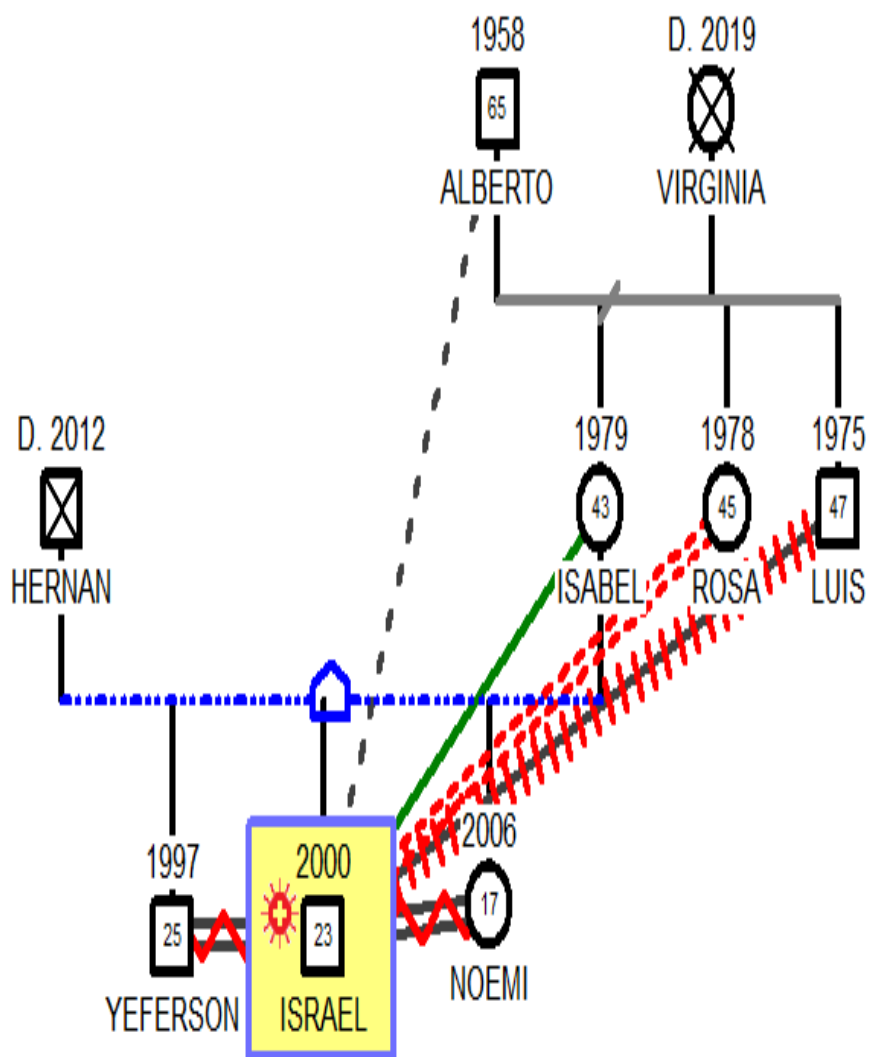 1958 D. 2019
65
ALBERTO VIRGINIA
D. 2012 1979 1978 1975
43 45 47
HERNAN ISABEL ROSA LUIS
1997 2000 2006
25 23 17
YEFERSON ISRAEL NOEMI